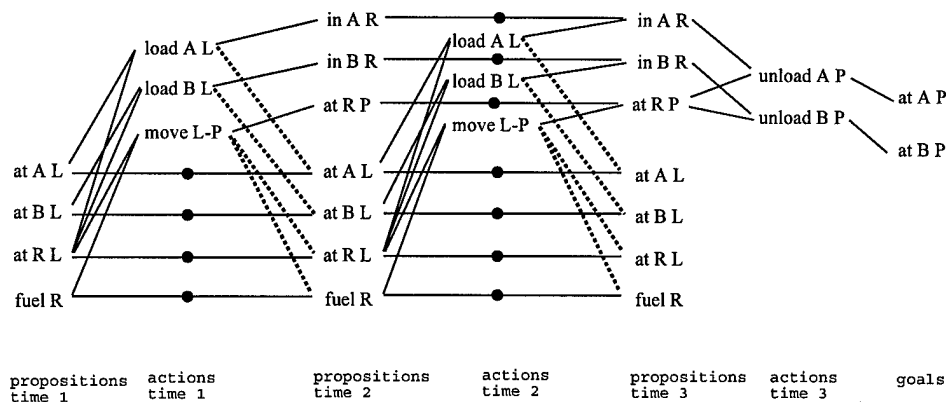 in A R
in A R
load A L
load A L
in B R
in B R
load B L
load B L
unload A P
at R P
at R P
at A P
move L-P
move L-P
unload B P
at B P
at A L
at A L
at A L
at B L
at B L
at B L
at R L
at R L
at R L
fuel R
fuel R
fuel R
propositions
time 1
actions
time 1
propositions
time 2
actions
time 2
propositions
time 3
actions
time 3
goals